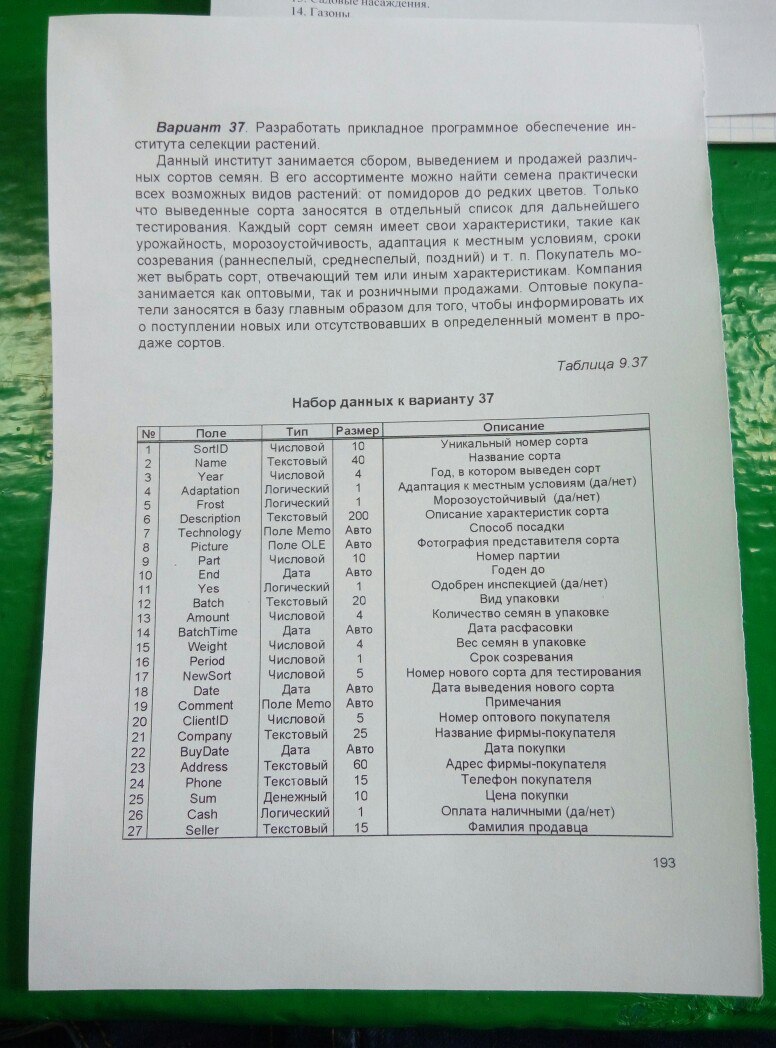 13. Садовые насаждения.
14. Газоны
Вариант 37. Разработать прикладное программное обеспечение ин-
ститута селекции растений.
Данный институт занимается сбором, выведением и продажей различ-
ных сортов семян. В его ассортименте можно найти семена практически
всех возможных видов растений: от помидоров до редких цветов. Только
что выведенные сорта заносятся в отдельный список для дальнейшего
тестирования. Каждый сорт семян имеет свои характеристики, такие как
урожайность, морозоустойчивость, адаптация к местным условиям, сроки
созревания (раннеспелый, среднеспелый, поздний) и т. п. Покупатель мо-
жет выбрать сорт, отвечающий тем или иным характеристикам. Компания
занимается как оптовыми, так и розничными продажами. Оптовые покупа-
тели заносятся в базу главным образом для того, чтобы информировать их
о поступлении новых или отсутствовавших в определенный момент в про-
даже сортов.
Таблица 9.37
Набор данных к варианту 37
№ Поле Тип Размер Описание
1 SortID Числовой 10 Уникальный номер сорта
2 Name Текстовый 40 Название сорта
3 Year Числовой 4 Год, в котором выведен сорт
4 Adaptation Логический 1 Адаптация к местным условиям (да/нет)
5 Frost Логический 1 Морозоустойчивый (да/нет)
6 Description Текстовый 200 Описание характеристик сорта
7 Technology Поле Memo Авто Способ посадки
8 Picture Поле OLE Авто Фотография представителя сорта
9 Part Числовой 10 Номер партии
10 End Дата Авто Годен до
11 Yes Логический 1 Одобрен инспекцией (да/нет)
12 Batch Текстовый 20 Вид упаковки
13 Amount Числовой 4 Количество семян в упаковке
14 BatchTime Дата Авто Дата расфасовки
15 Weight Числовой 4 Вес семян в упаковке
16 Period Числовой 1 Срок созревания
17 NewSort Числовой 5 Номер нового сорта для тестирования
18 Date Дата Авто Дата выведения нового сорта
19 Comment Поле Memo Авто Примечания
20 ClientID Числовой 5 Номер оптового покупателя
21 Company Текстовый 25 Название фирмы-покупателя
22 BuyDate Дата Авто Дата покупки
23 Address Текстовый 60 Адрес фирмы-покупателя
24 Phone Текстовый 15 Телефон покупателя
25 Sum Денежный 10 Цена покупки
26 Cash Логический 1 Оплата наличными (да/нет)
27 Seller Текстовый 15 Фамилия продавца
193